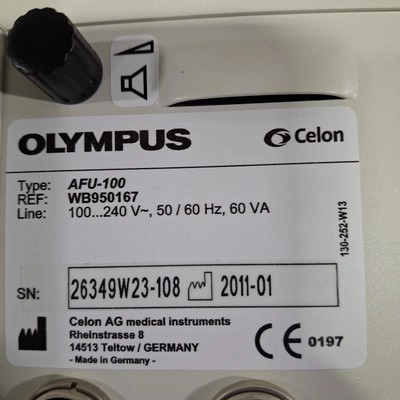 OLYMPUS Celon
Type: AFU-100
REF: WB950167
Line: 100...240 V~, 50 / 60 Hz, 60 VA
130-252-W13
SN: 26349W23-108 2011-01
Celon AG medical instruments
Rheinstrasse 8
14513 Teltow / GERMANY
- Made in Germany -
CE 0197